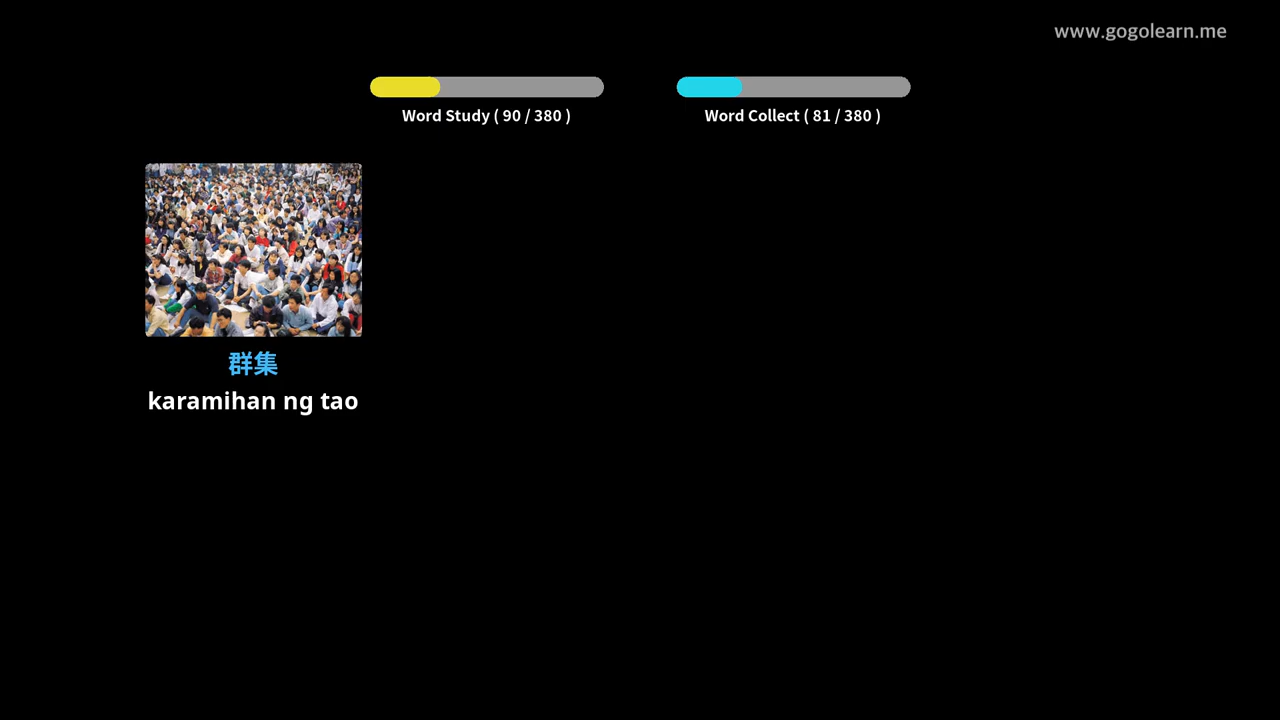 www.gogolearn.me
Word Study ( 90 / 380 )
Word Collect ( 81 / 380 )
群集
karamihan ng tao